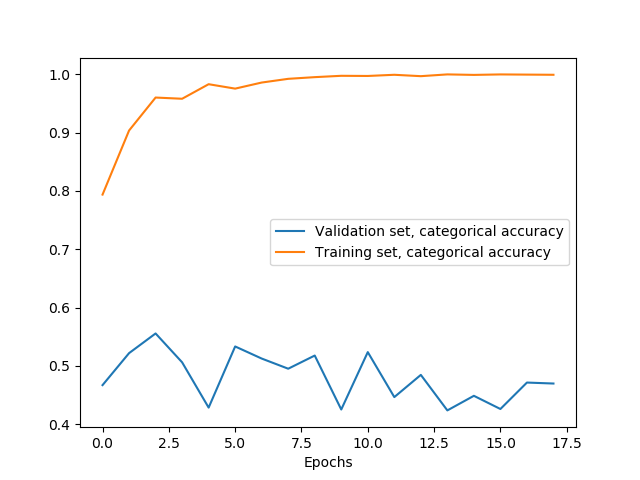 1.0
0.9
0.8
0.7
0.6
0.5
0.4
Validation set, categorical accuracy
Training set, categorical accuracy
0.0 2.5 5.0 7.5 10.0 12.5 15.0 17.5
Epochs